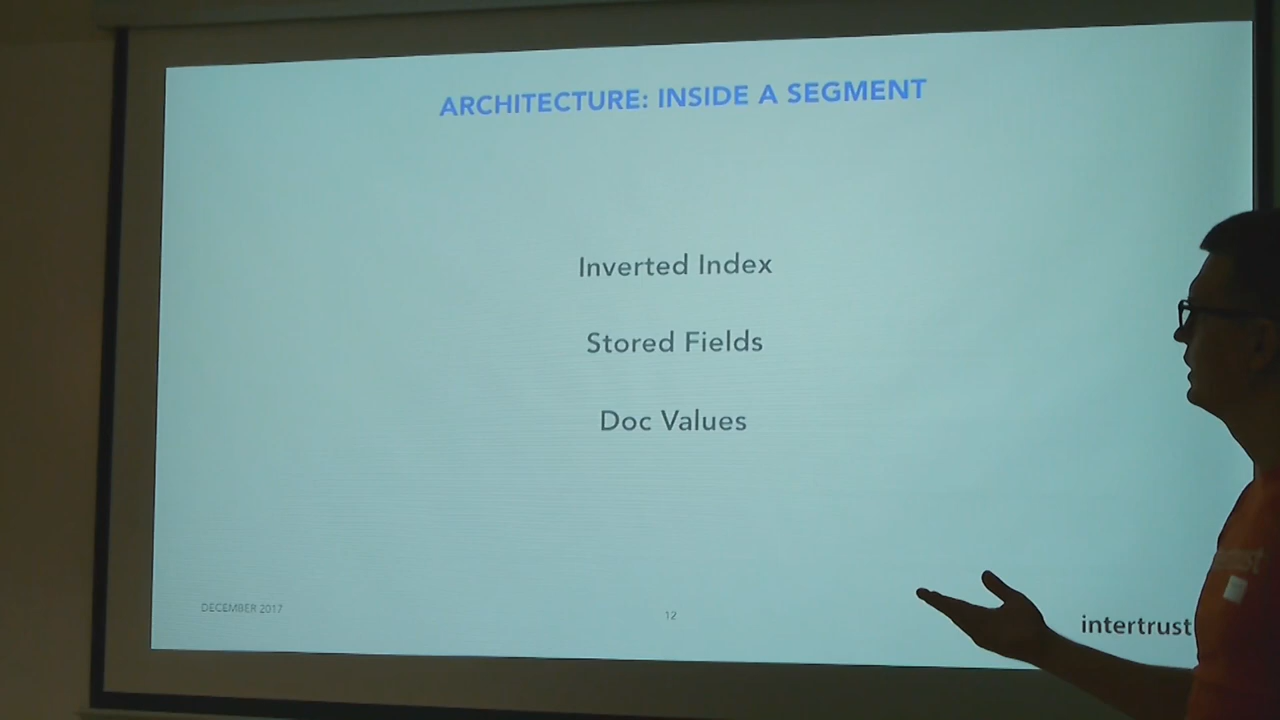 ARCHITECTURE: INSIDE A SEGMENT
Inverted Index
Stored Fields
Doc Values
DECEMBER 2017
12
intertrust